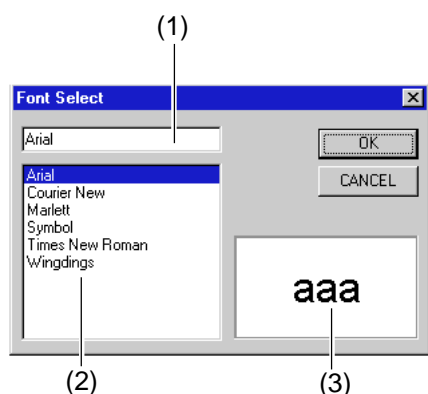 (1)
Font Select
Arial
OK
CANCEL
Arial
Courier New
Marlett
Symbol
Times New Roman
Wingdings
aaa
(2)
(3)